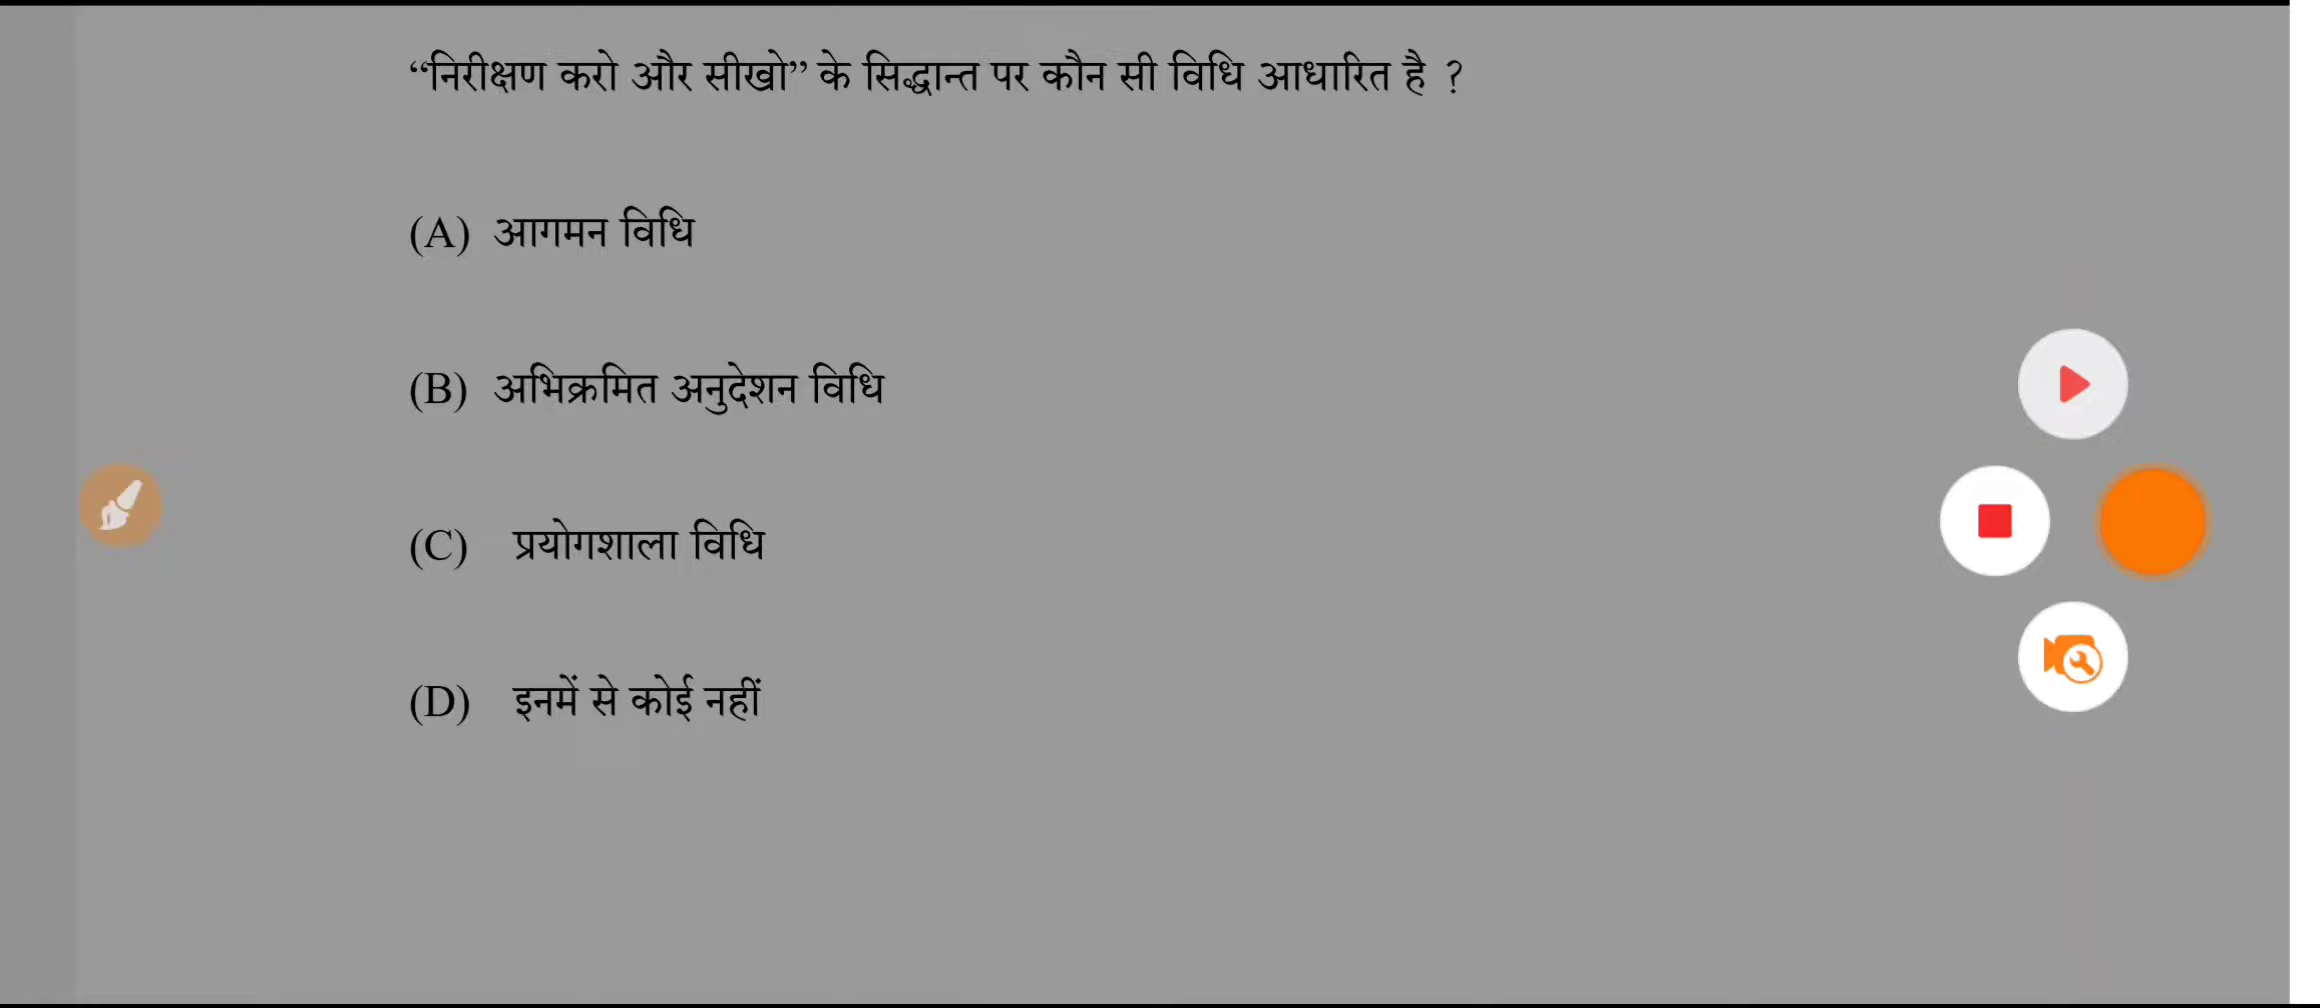 “निरीक्षण करो और सीखो” के सिद्धान्त पर कौन सी विधि आधारित है ?
(A) आगमन विधि
(B) अभिक्रमित अनुदेशन विधि
(C) प्रयोगशाला विधि
(D) इनमें से कोई नहीं